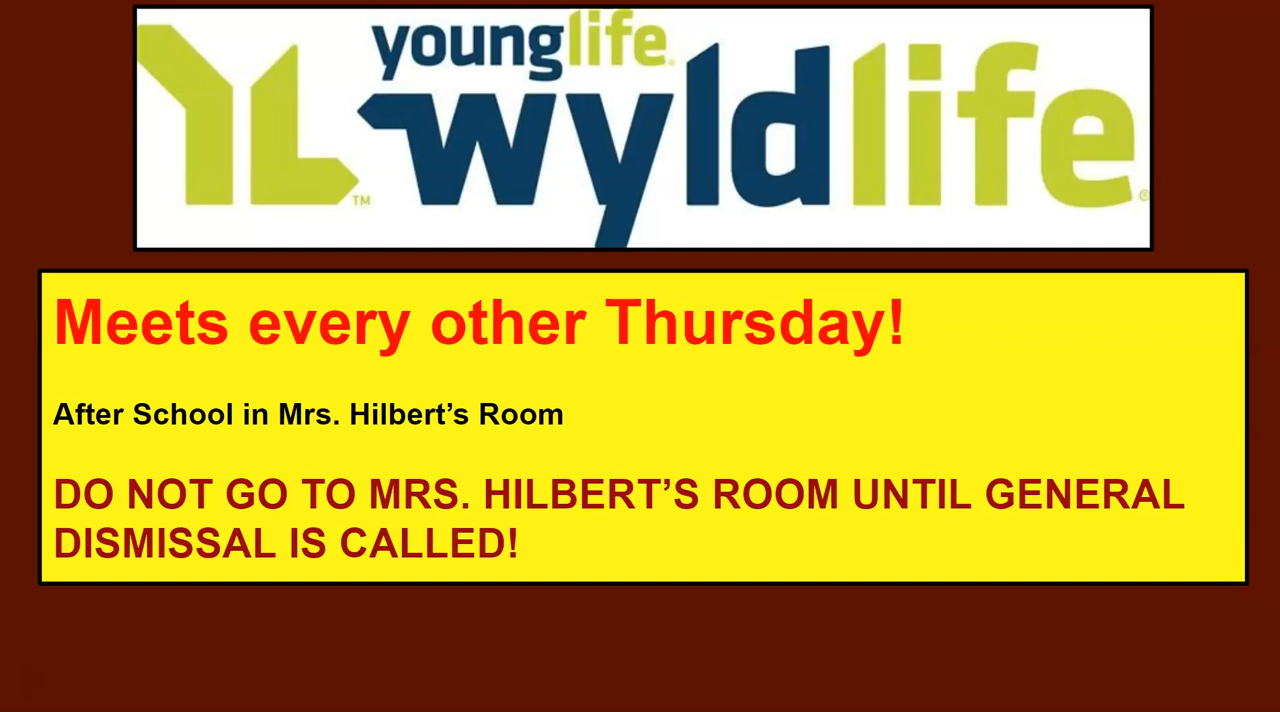 younglife®
YL™ wyldlife®
Meets every other Thursday!
After School in Mrs. Hilbert’s Room
DO NOT GO TO MRS. HILBERT’S ROOM UNTIL GENERAL
DISMISSAL IS CALLED!